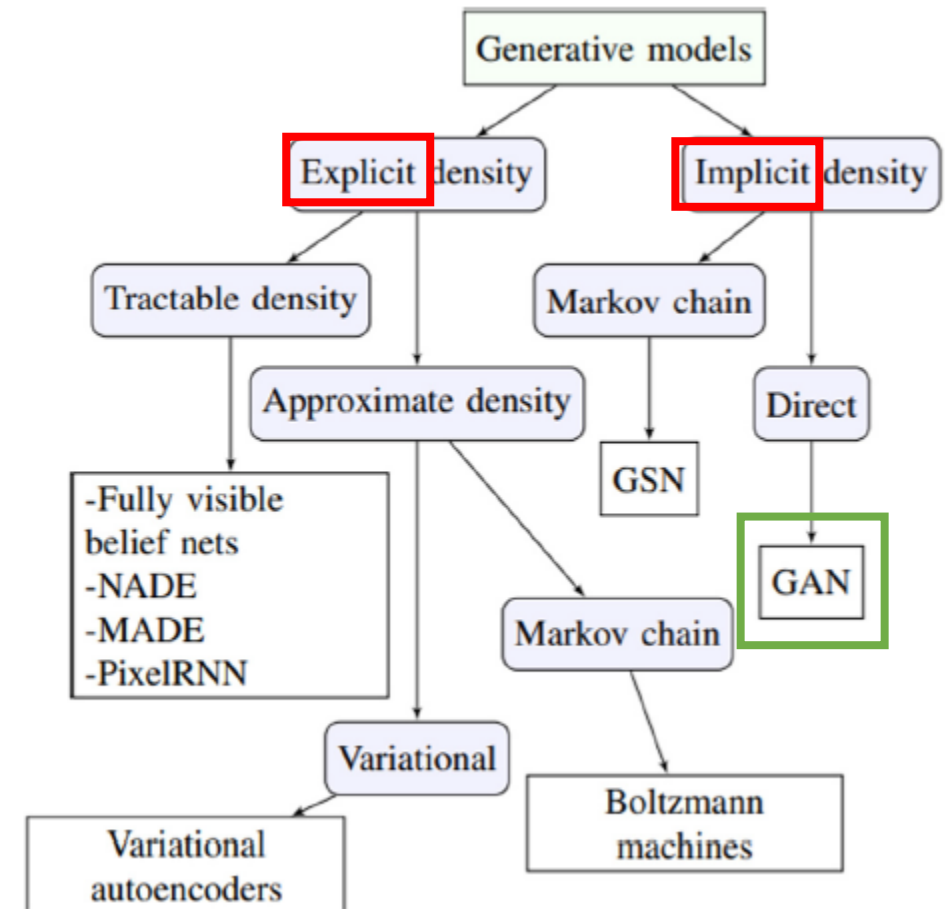 Generative models
Explicit density
Implicit density
Tractable density
Markov chain
Approximate density
Direct
GSN
-Fully visible
belief nets
-NADE
-MADE
-PixelRNN
GAN
Markov chain
Variational
Boltzmann
machines
Variational
autoencoders